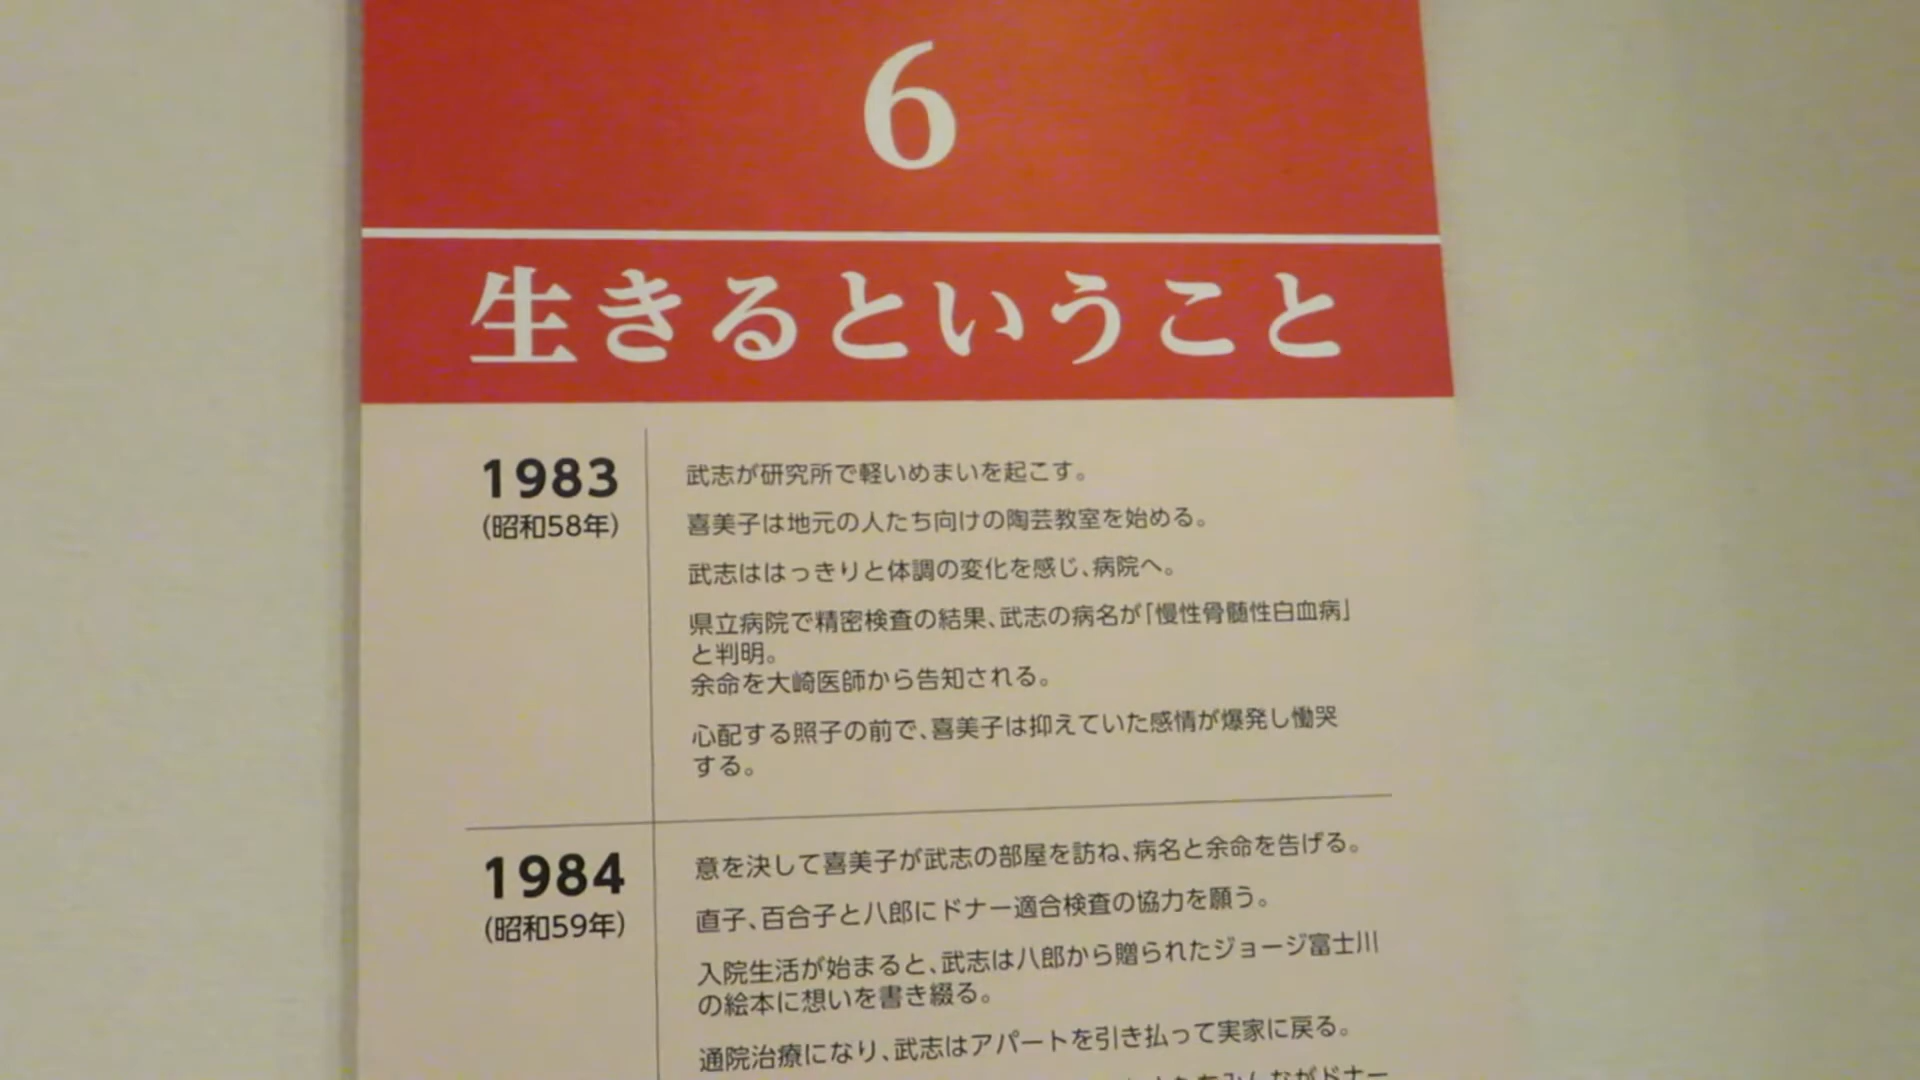 6
生きるということ
1983
(昭和58年)
武志が研究所で軽いめまいを起こす。
喜美子は地元の人たち向けの陶芸教室を始める。
武志ははっきりと体調の変化を感じ、病院へ。
県立病院で精密検査の結果、武志の病名が「慢性骨髄性白血病」
と判明。
余命を大崎医師から告知される。
心配する照子の前で、喜美子は抑えていた感情が爆発し慟哭
する。
1984
(昭和59年)
意を決して喜美子が武志の部屋を訪ね、病名と余命を告げる。
直子、百合子と八郎にドナー適合検査の協力を願う。
入院生活が始まると、武志は八郎から贈られたジョージ富士川
の絵本に想いを書き綴る。
通院治療になり、武志はアパートを引き払って実家に戻る。
みんながドナー